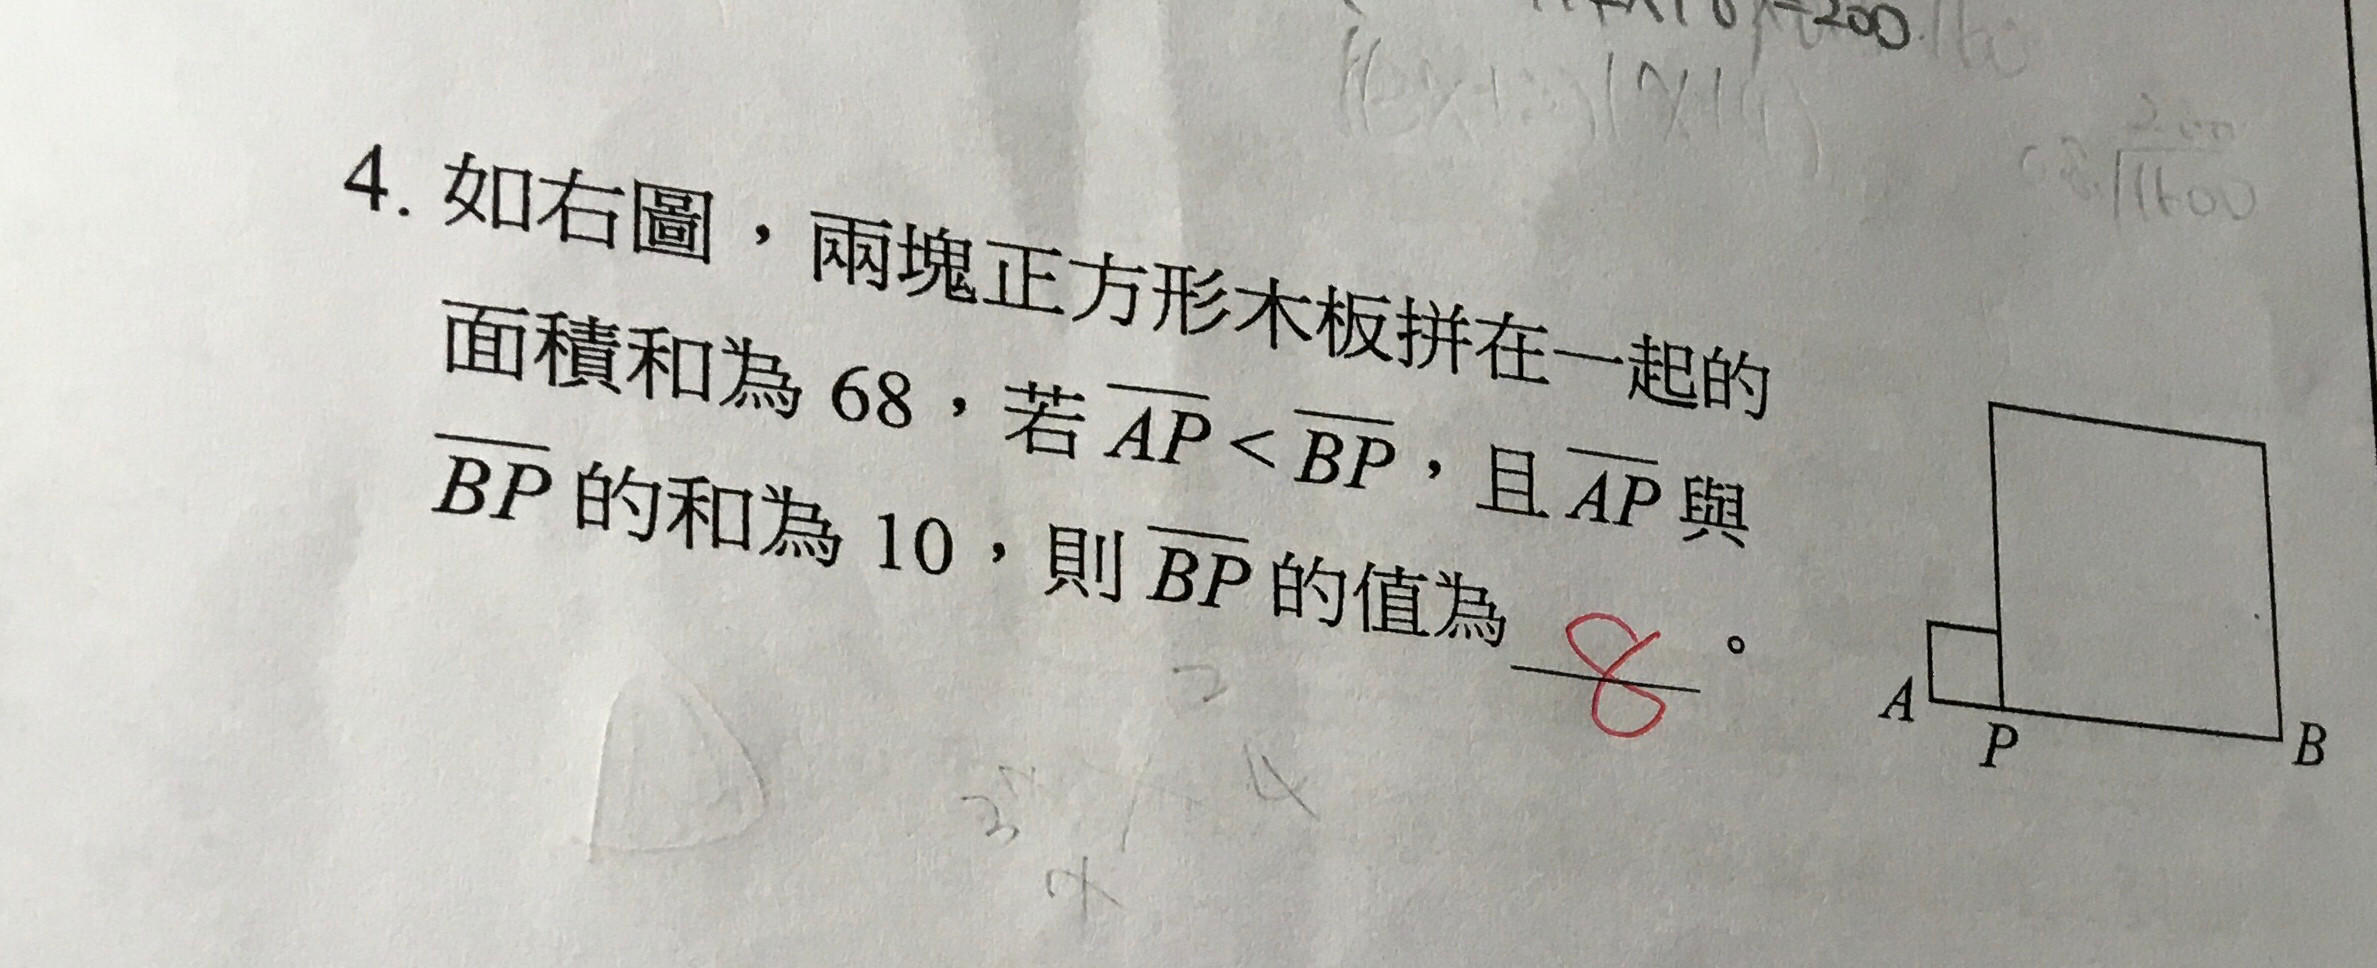 4. 如右圖，兩塊正方形木板拼在一起的
面積和為 68，若 AP < BP，且 AP 與
BP 的和為 10，則 BP 的值為 8 。
A
P
B